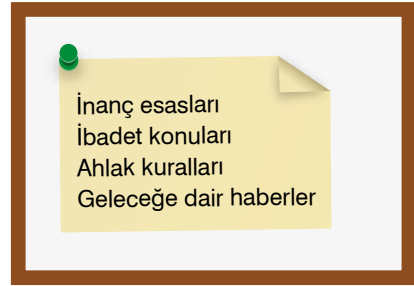 İnanç esasları
İbadet konuları
Ahlak kuralları
Geleceğe dair haberler